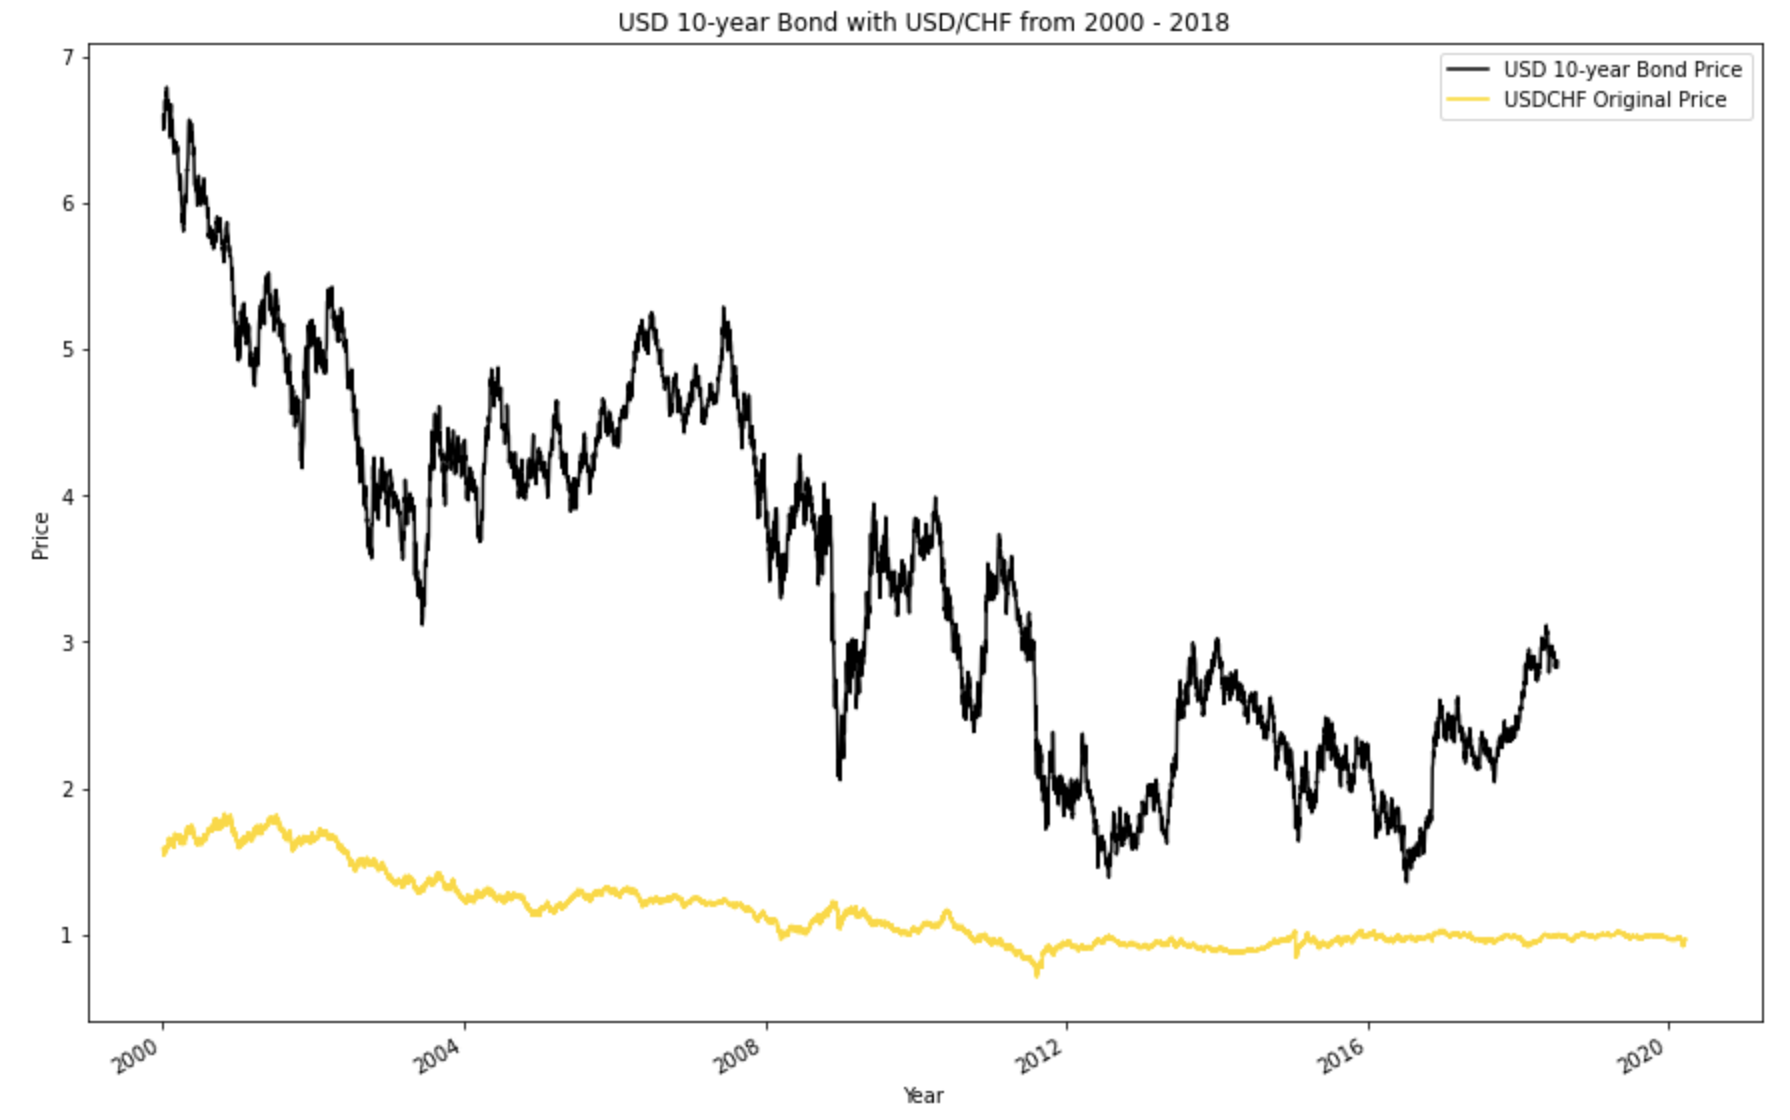 USD 10-year Bond with USD/CHF from 2000 - 2018
USD 10-year Bond Price
USDCHF Original Price
7
6
5
4
3
2
1
Price
2000
2004
2008
2012
2016
2020
Year